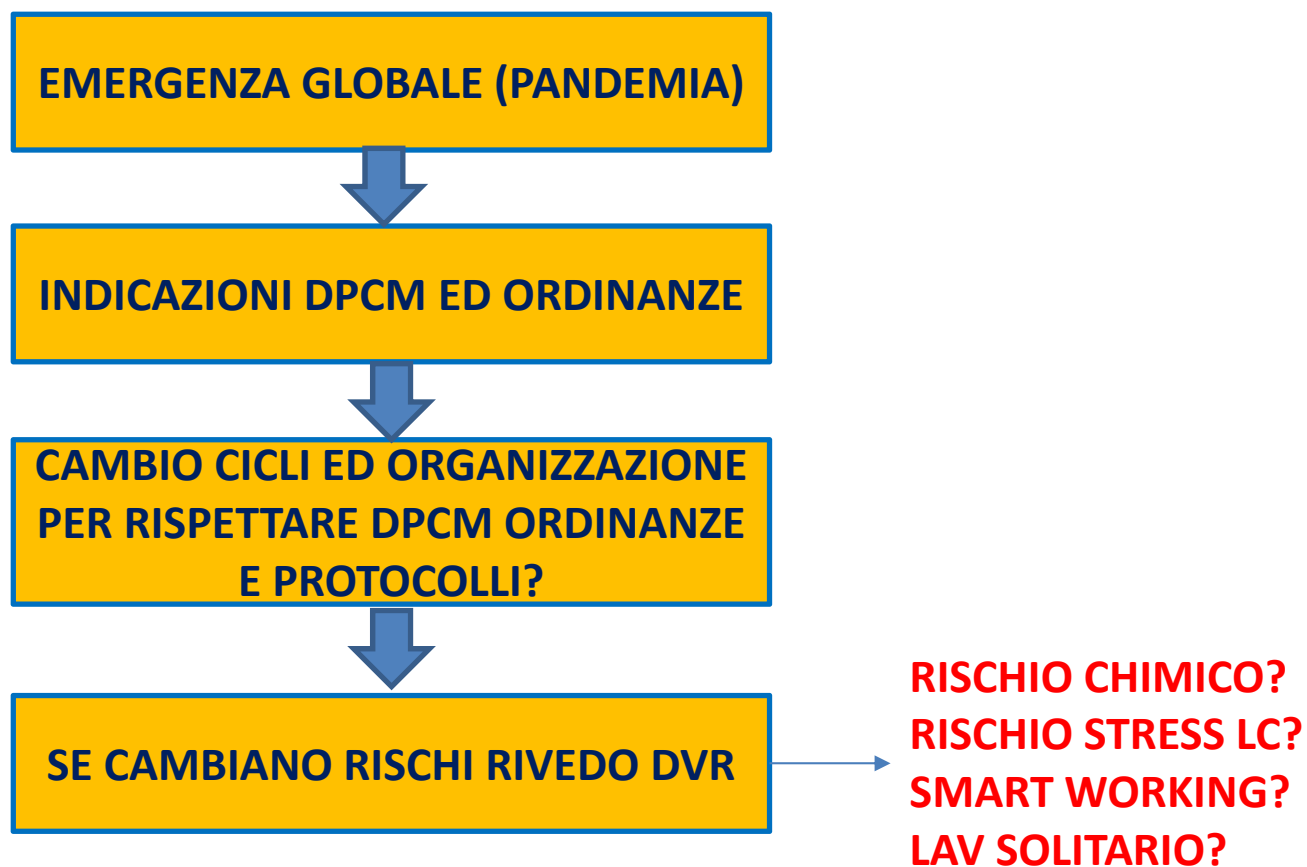 EMERGENZA GLOBALE (PANDEMIA)
INDICAZIONI DPCM ED ORDINANZE
CAMBIO CICLI ED ORGANIZZAZIONE
PER RISPETTARE DPCM ORDINANZE
E PROTOCOLLI?
SE CAMBIANO RISCHI RIVEDO DVR
RISCHIO CHIMICO?
RISCHIO STRESS LC?
SMART WORKING?
LAV SOLITARIO?